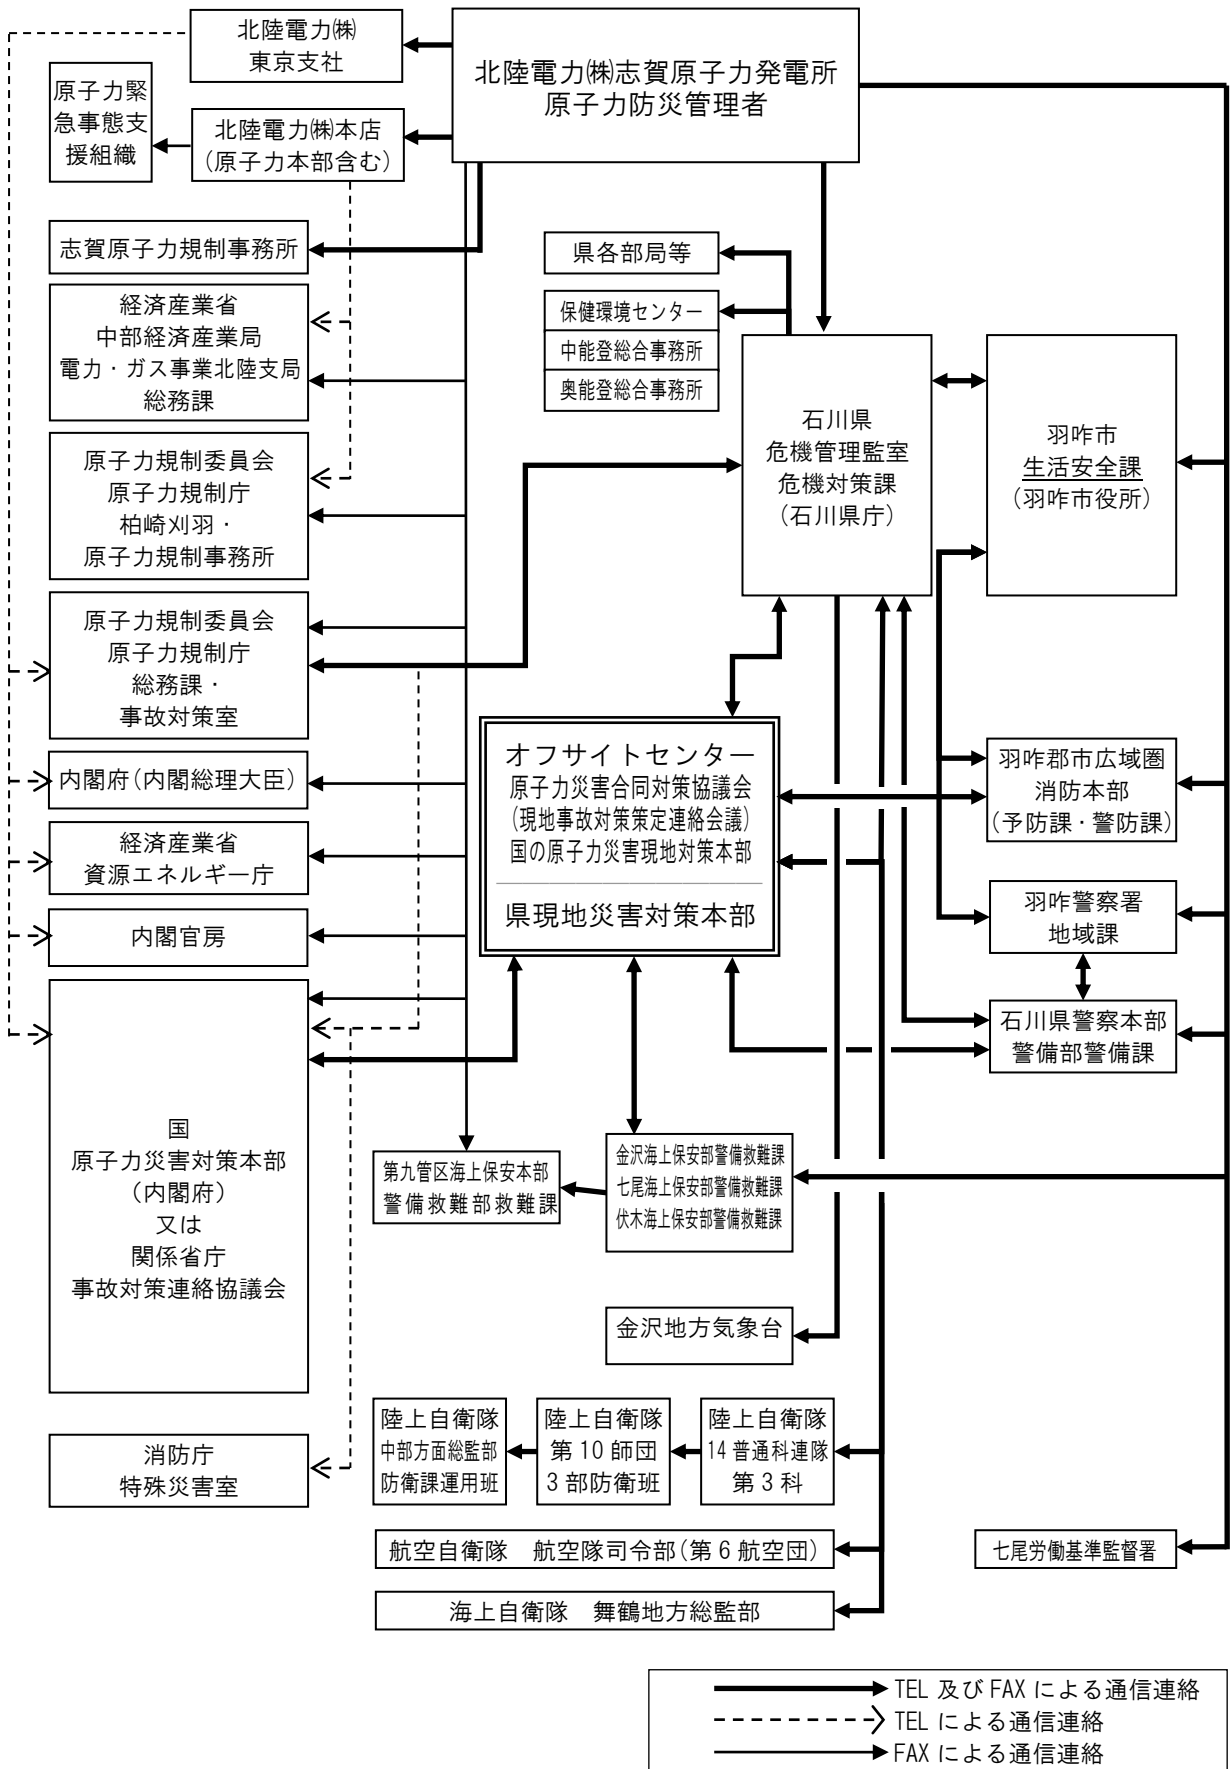 北陸電力㈱
東京支社
北陸電力㈱志賀原子力発電所
原子力防災管理者
原子力緊
急事態支
援組織
北陸電力㈱本店
(原子力本部含む)
志賀原子力規制事務所
県各部局等
経済産業省
中部経済産業局
電力・ガス事業北陸支局
総務課
保健環境センター
中能登総合事務所
奥能登総合事務所
石川県
危機管理監室
危機対策課
(石川県庁)
羽咋市
生活安全課
(羽咋市役所)
原子力規制委員会
原子力規制庁
柏崎刈羽・
原子力規制事務所
原子力規制委員会
原子力規制庁
総務課・
事故対策室
オフサイトセンター
原子力災害合同対策協議会
(現地事故対策策定連絡会議)
国の原子力災害現地対策本部
県現地災害対策本部
羽咋郡市広域圏
消防本部
(予防課・警防課)
内閣府(内閣総理大臣)
経済産業省
資源エネルギー庁
内閣官房
羽咋警察署
地域課
石川県警察本部
警備部警備課
国
原子力災害対策本部
(内閣府)
又は
関係省庁
事故対策連絡協議会
第九管区海上保安本部
警備救難部救難課
金沢海上保安部警備救難課
七尾海上保安部警備救難課
伏木海上保安部警備救難課
金沢地方気象台
消防庁
特殊災害室
陸上自衛隊
中部方面総監部
防衛課運用班
陸上自衛隊
第10師団
3部防衛班
陸上自衛隊
14普通科連隊
第3科
航空自衛隊　航空隊司令部(第6航空団)
七尾労働基準監督署
海上自衛隊　舞鶴地方総監部
TEL及びFAXによる通信連絡
TELによる通信連絡
FAXによる通信連絡